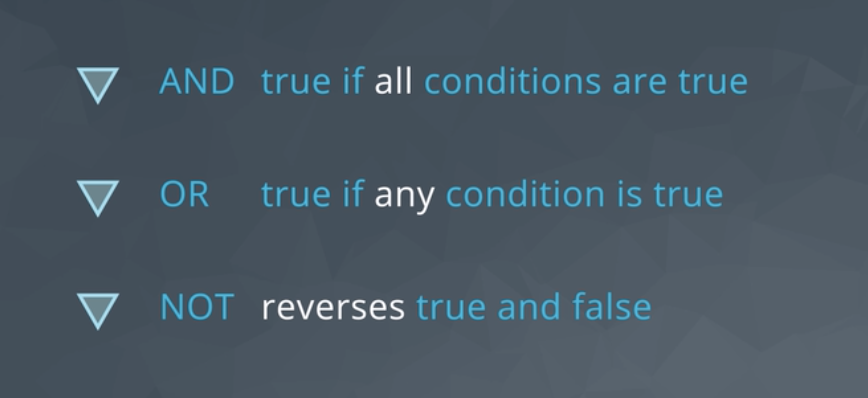 AND true if all conditions are true
OR true if any condition is true
NOT reverses true and false